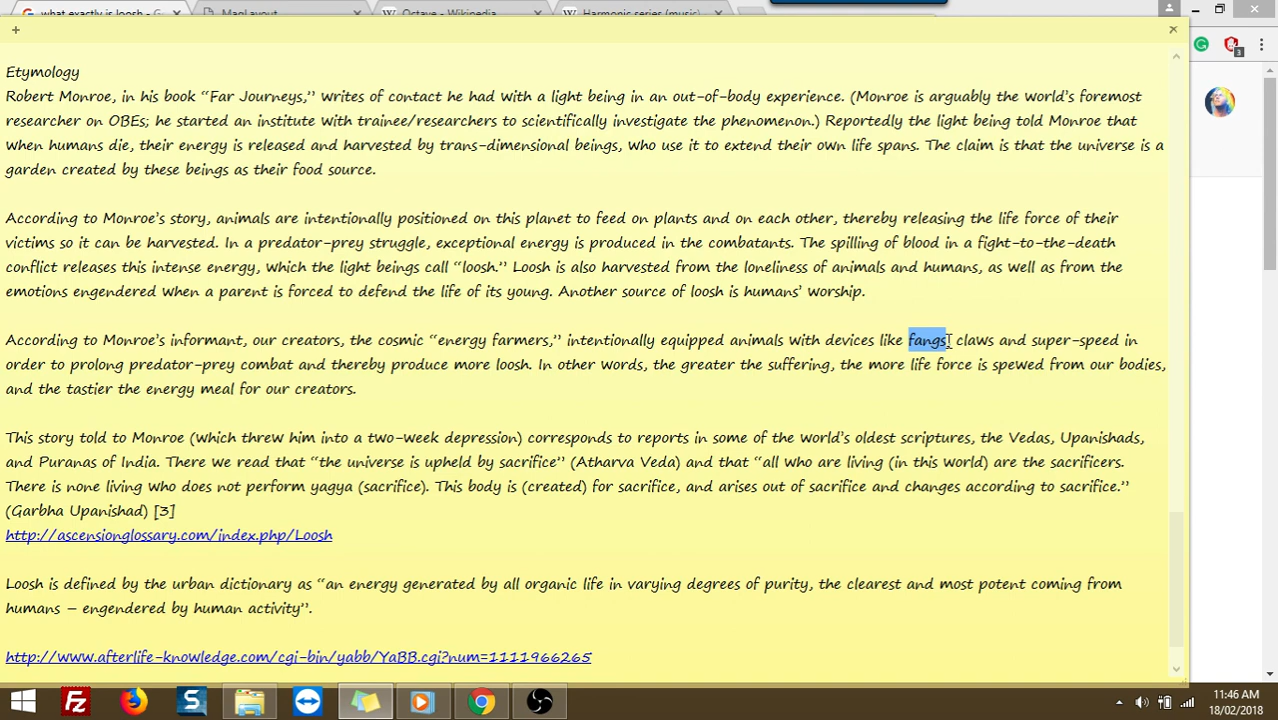 what exactly is loosh - G
MagLayout
Octave - Wikipedia
Harmonic series (music)
+
Etymology
Robert Monroe, in his book “Far Journeys,” writes of contact he had with a light being in an out-of-body experience. (Monroe is arguably the world’s foremost
researcher on OBEs; he started an institute with trainee/researchers to scientifically investigate the phenomenon.) Reportedly the light being told Monroe that
when humans die, their energy is released and harvested by trans-dimensional beings, who use it to extend their own life spans. The claim is that the universe is a
garden created by these beings as their food source.
According to Monroe’s story, animals are intentionally positioned on this planet to feed on plants and on each other, thereby releasing the life force of their
victims so it can be harvested. In a predator-prey struggle, exceptional energy is produced in the combatants. The spilling of blood in a fight-to-the-death
conflict releases this intense energy, which the light beings call “loosh.” Loosh is also harvested from the loneliness of animals and humans, as well as from the
emotions engendered when a parent is forced to defend the life of its young. Another source of loosh is humans’ worship.
According to Monroe’s informant, our creators, the cosmic “energy farmers,” intentionally equipped animals with devices like fangs, claws and super-speed in
order to prolong predator-prey combat and thereby produce more loosh. In other words, the greater the suffering, the more life force is spewed from our bodies,
and the tastier the energy meal for our creators.
This story told to Monroe (which threw him into a two-week depression) corresponds to reports in some of the world’s oldest scriptures, the Vedas, Upanishads,
and Puranas of India. There we read that “the universe is upheld by sacrifice” (Atharva Veda) and that “all who are living (in this world) are the sacrificers.
There is none living who does not perform yagya (sacrifice). This body is (created) for sacrifice, and arises out of sacrifice and changes according to sacrifice.”
(Garbha Upanishad) [3]
http://ascensionglossary.com/index.php/Loosh
Loosh is defined by the urban dictionary as “an energy generated by all organic life in varying degrees of purity, the clearest and most potent coming from
humans – engendered by human activity”.
http://www.afterlife-knowledge.com/cgi-bin/yabb/YaBB.cgi?num=1111966265
3
11:46 AM
18/02/2018